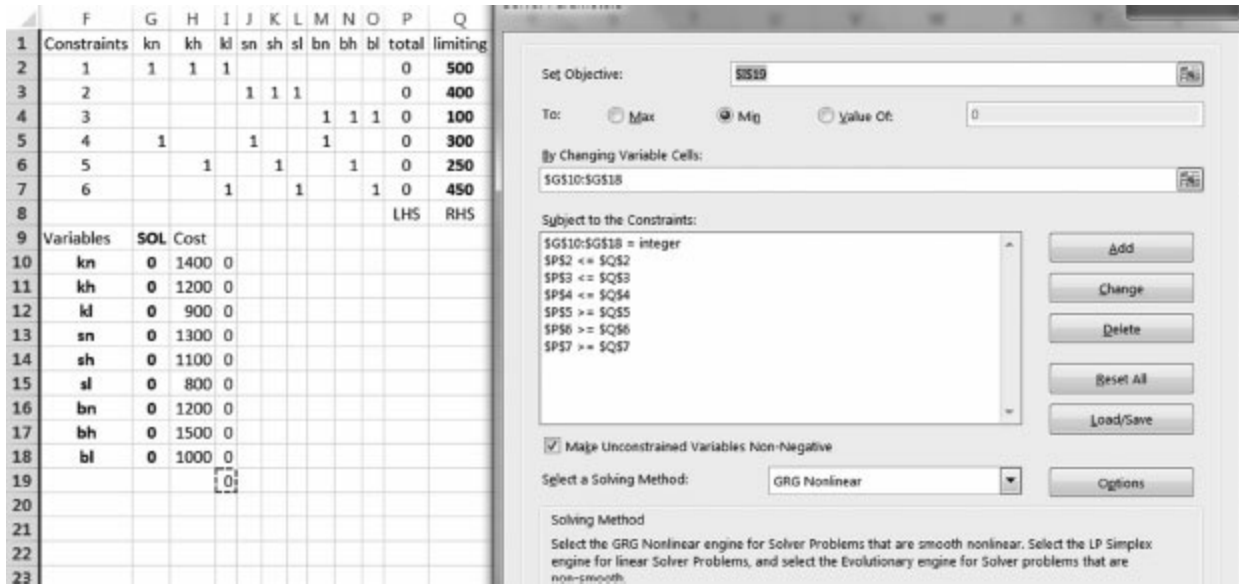 F G H I J K L M N O P Q
1 Constraints kn kh kl sn sh sl bn bh bl total limiting
2 1 1 1 1 0 500
3 2 1 1 1 0 400
4 3 1 1 1 0 100
5 4 1 1 1 0 300
6 5 1 1 1 0 250
7 6 1 1 1 0 450
8 LHS RHS
9 Variables SOL Cost
10 kn 0 1400 0
11 kh 0 1200 0
12 kl 0 900 0
13 sn 0 1300 0
14 sh 0 1100 0
15 sl 0 800 0
16 bn 0 1200 0
17 bh 0 1500 0
18 bl 0 1000 0
19 0
20
21
22
23
Set Objective: $I$19
To: Max Min Value Of: 0
By Changing Variable Cells:
$G$10:$G$18
Subject to the Constraints:
$G$10:$G$18 = integer
$P$2 <= $Q$2
$P$3 <= $Q$3
$P$4 <= $Q$4
$P$5 >= $Q$5
$P$6 >= $Q$6
$P$7 >= $Q$7
Add
Change
Delete
Reset All
Load/Save
Make Unconstrained Variables Non-Negative
Select a Solving Method: GRG Nonlinear Options
Solving Method
Select the GRG Nonlinear engine for Solver Problems that are smooth nonlinear. Select the LP Simplex
engine for linear Solver Problems, and select the Evolutionary engine for Solver problems that are
non-smooth.